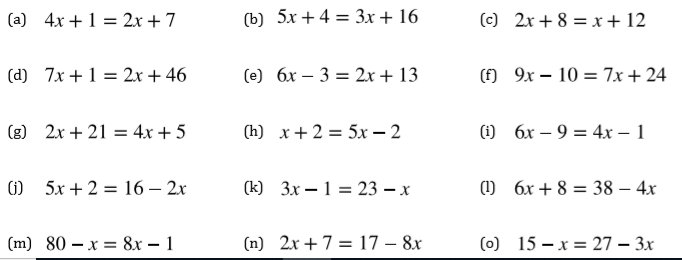 (a) 4x + 1 = 2x + 7 (b) 5x + 4 = 3x + 16 (c) 2x + 8 = x + 12
(d) 7x + 1 = 2x + 46 (e) 6x − 3 = 2x + 13 (f) 9x − 10 = 7x + 24
(g) 2x + 21 = 4x + 5 (h) x + 2 = 5x − 2 (i) 6x − 9 = 4x − 1
(j) 5x + 2 = 16 − 2x (k) 3x − 1 = 23 − x (l) 6x + 8 = 38 − 4x
(m) 80 − x = 8x − 1 (n) 2x + 7 = 17 − 8x (o) 15 − x = 27 − 3x